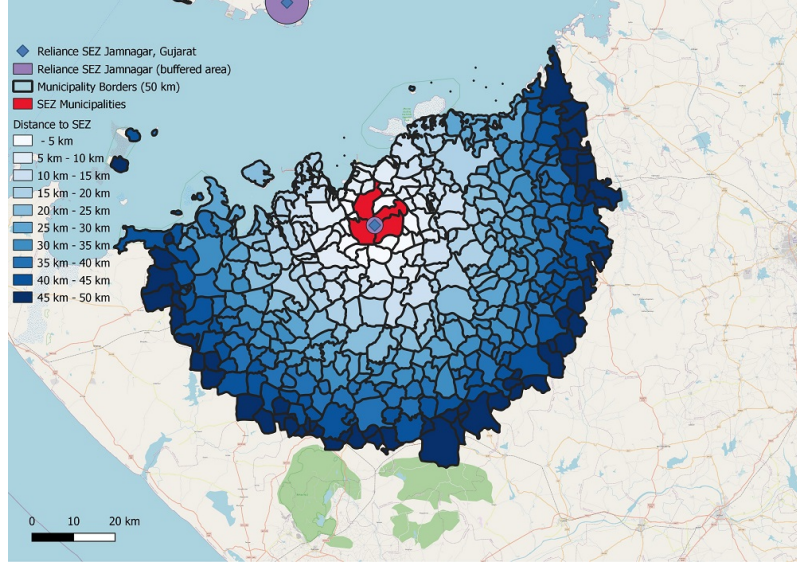 Reliance SEZ Jamnagar, Gujarat
Reliance SEZ Jamnagar (buffered area)
Municipality Borders (50 km)
SEZ Municipalities
Distance to SEZ
- 5 km
5 km - 10 km
10 km - 15 km
15 km - 20 km
20 km - 25 km
25 km - 30 km
30 km - 35 km
35 km - 40 km
40 km - 45 km
45 km - 50 km
0 10 20 km